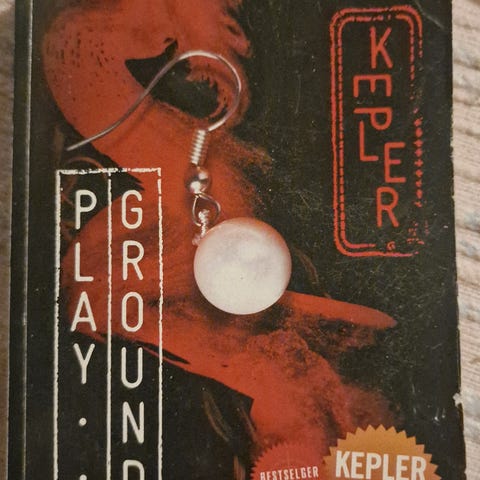 KEPLER
PLAY . .
GROUND
BESTSELGER
KEPLER